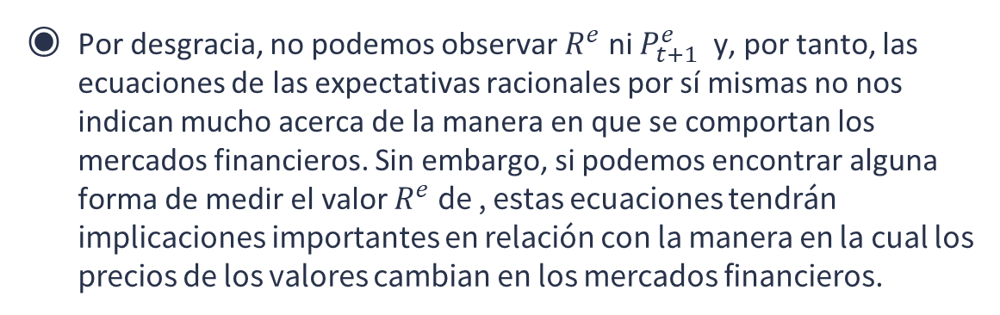 Por desgracia, no podemos observar $R^e$ ni $P^e_{t+1}$ y, por tanto, las
ecuaciones de las expectativas racionales por sí mismas no nos
indican mucho acerca de la manera en que se comportan los
mercados financieros. Sin embargo, si podemos encontrar alguna
forma de medir el valor $R^e$ de , estas ecuaciones tendrán
implicaciones importantes en relación con la manera en la cual los
precios de los valores cambian en los mercados financieros.